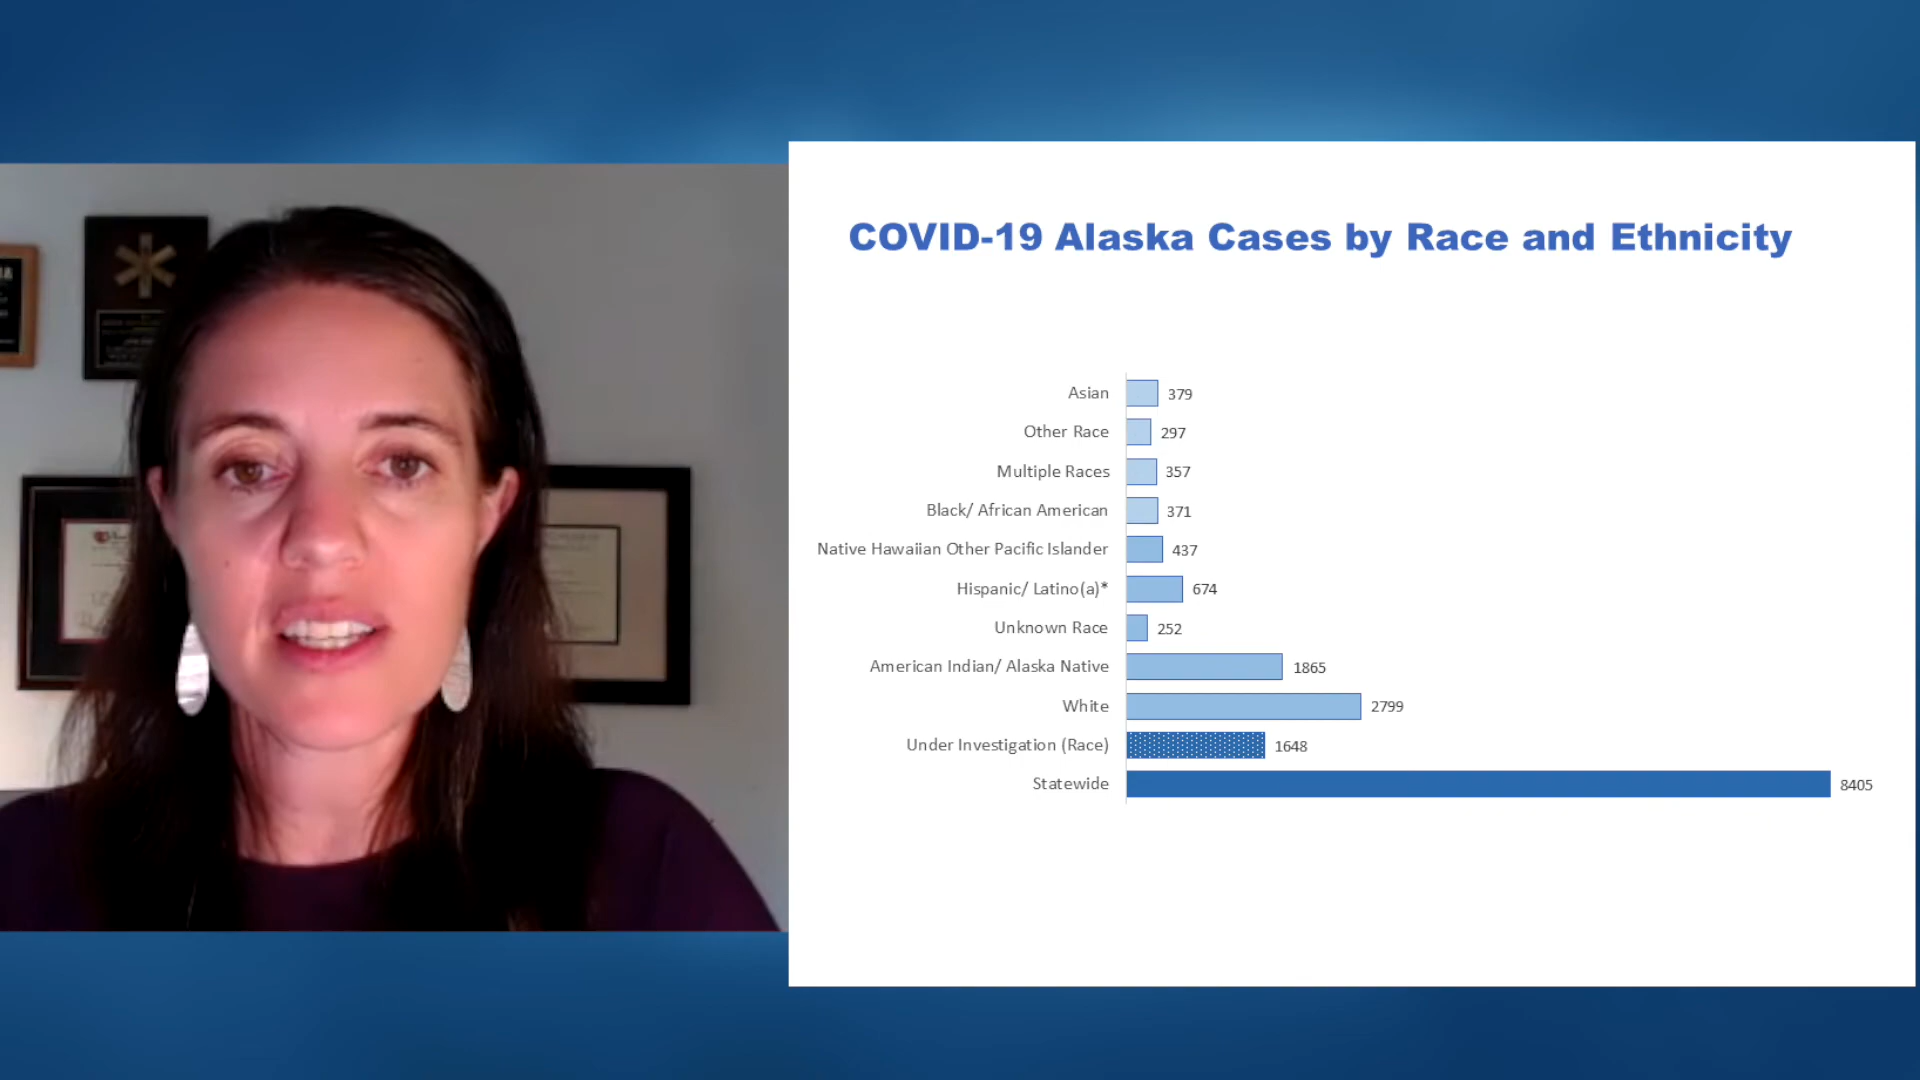 COVID-19 Alaska Cases by Race and Ethnicity
Asian 379
Other Race 297
Multiple Races 357
Black/ African American 371
Native Hawaiian Other Pacific Islander 437
Hispanic/ Latino(a)* 674
Unknown Race 252
American Indian/ Alaska Native 1865
White 2799
Under Investigation (Race) 1648
Statewide 8405